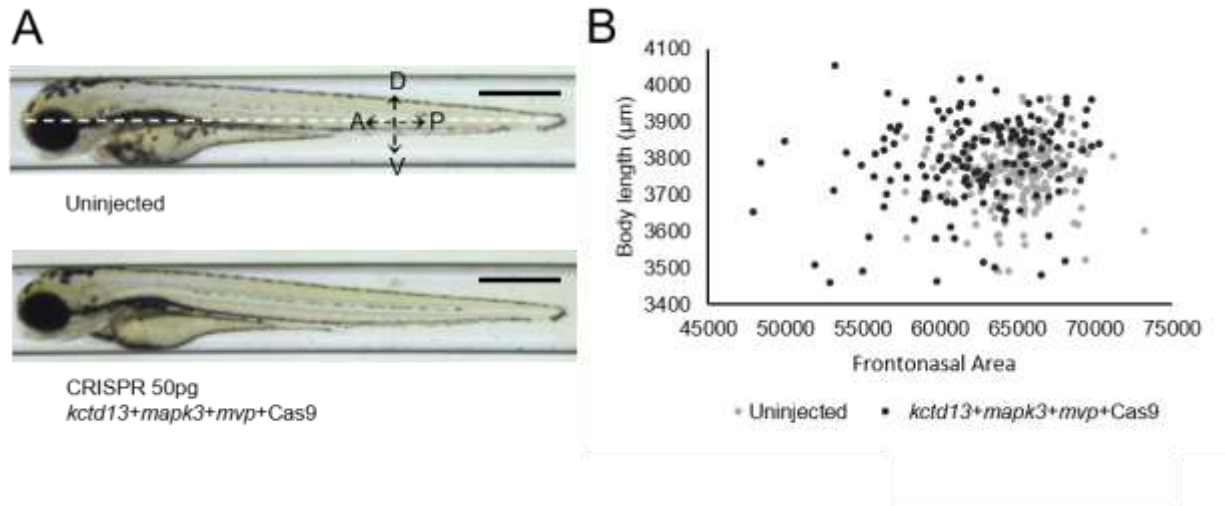 A
D
A P
V
Uninjected
CRISPR 50pg
kctd13+mapk3+mvp+Cas9
B
4100
4000
3900
3800
3700
3600
3500
3400
Body length (μm)
45000 50000 55000 60000 65000 70000 75000
Frontonasal Area
Uninjected kctd13+mapk3+mvp+Cas9